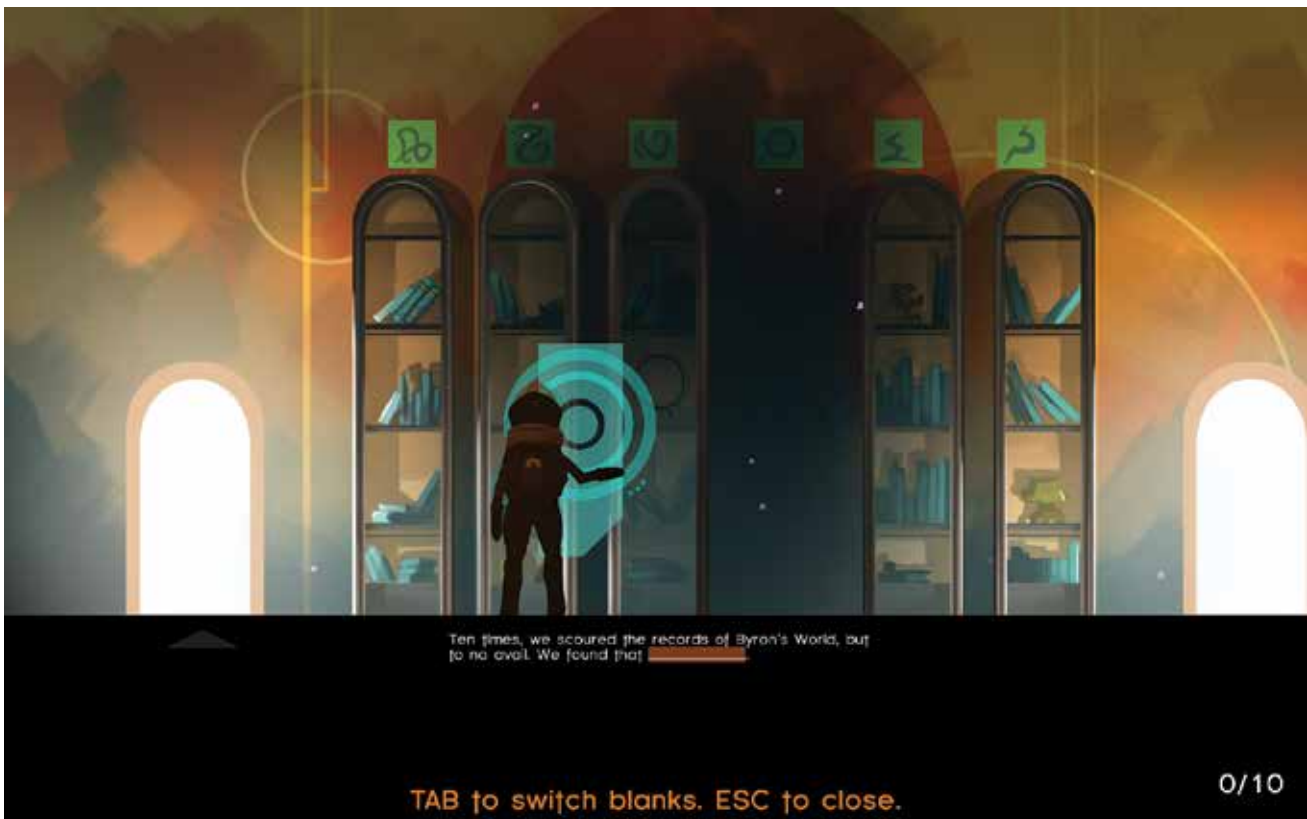 Ten times, we scoured the records of Byron's World, but
to no avail. We found that
0/10
TAB to switch blanks. ESC to close.